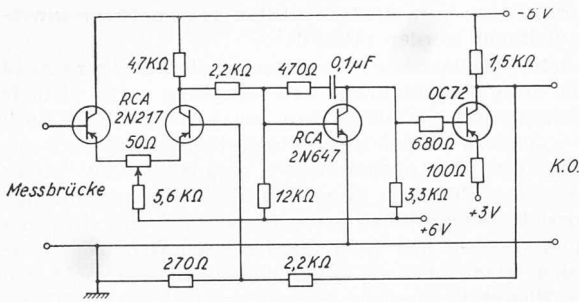 -6V
4,7KΩ
2,2KΩ
470Ω
0,1µF
1,5KΩ
RCA
2N217
OC72
50Ω
RCA
2N647
680Ω
100Ω
K.O.
Messbrücke
5,6KΩ
12KΩ
3,3KΩ
+3V
+6V
270Ω
2,2KΩ